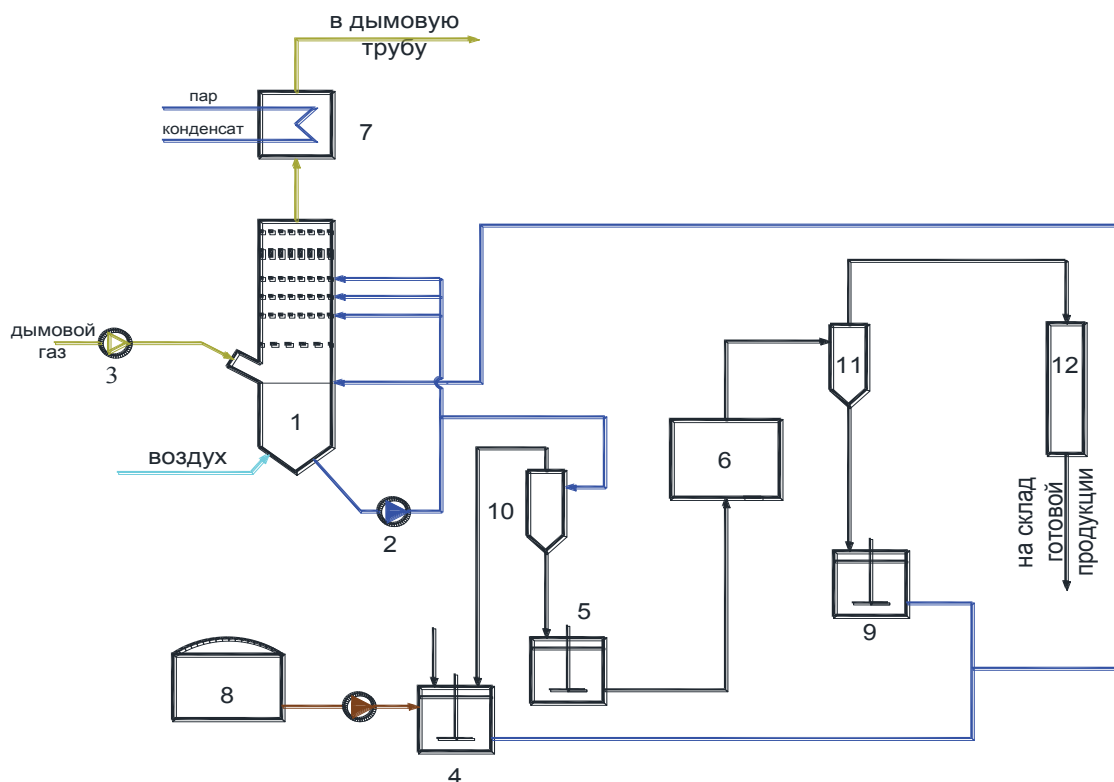 в дымовую
трубу
пар
конденсат
7
дымовой
газ
3
1
воздух
2
10
6
11
12
на склад
готовой
продукции
5
9
8
4